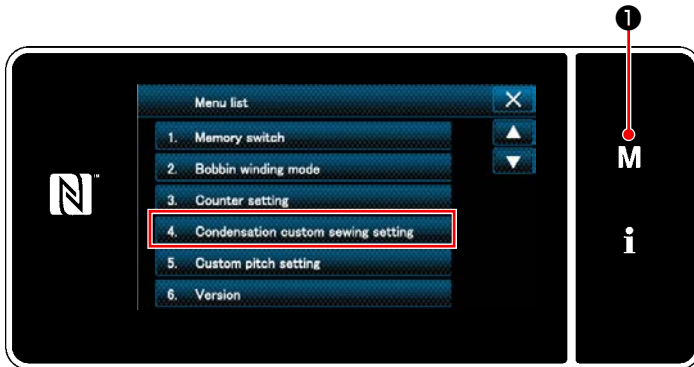 ❶
Menu list
1. Memory switch
2. Bobbin winding mode
3. Counter setting
4. Condensation custom sewing setting
5. Custom pitch setting
6. Version
N
M
i